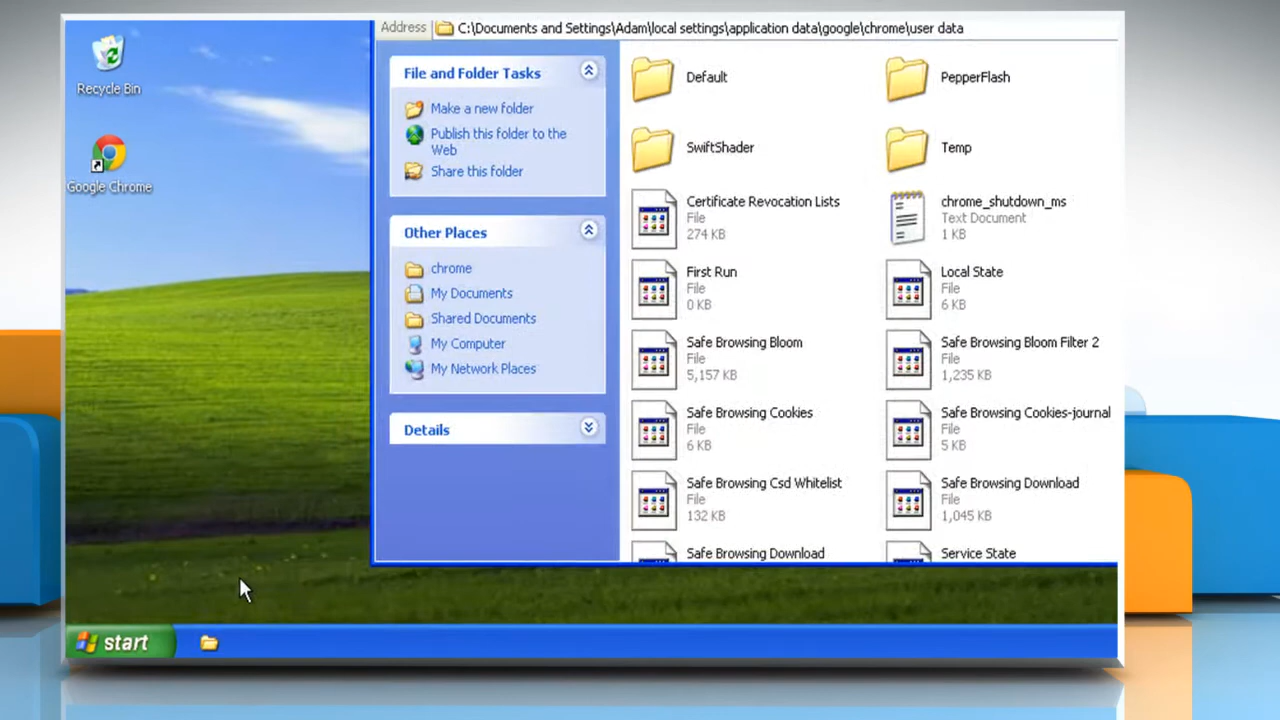 Recycle Bin
Google Chrome
start
Address C:\Documents and Settings\Adam\local settings\application data\google\chrome\user data
File and Folder Tasks
Make a new folder
Publish this folder to the
Web
Share this folder
Other Places
chrome
My Documents
Shared Documents
My Computer
My Network Places
Details
Default
PepperFlash
SwiftShader
Temp
Certificate Revocation Lists
File
274 KB
chrome_shutdown_ms
Text Document
1 KB
First Run
File
0 KB
Local State
File
6 KB
Safe Browsing Bloom
File
5,157 KB
Safe Browsing Bloom Filter 2
File
1,235 KB
Safe Browsing Cookies
File
6 KB
Safe Browsing Cookies-journal
File
5 KB
Safe Browsing Csd Whitelist
File
132 KB
Safe Browsing Download
File
1,045 KB
Safe Browsing Download
Service State